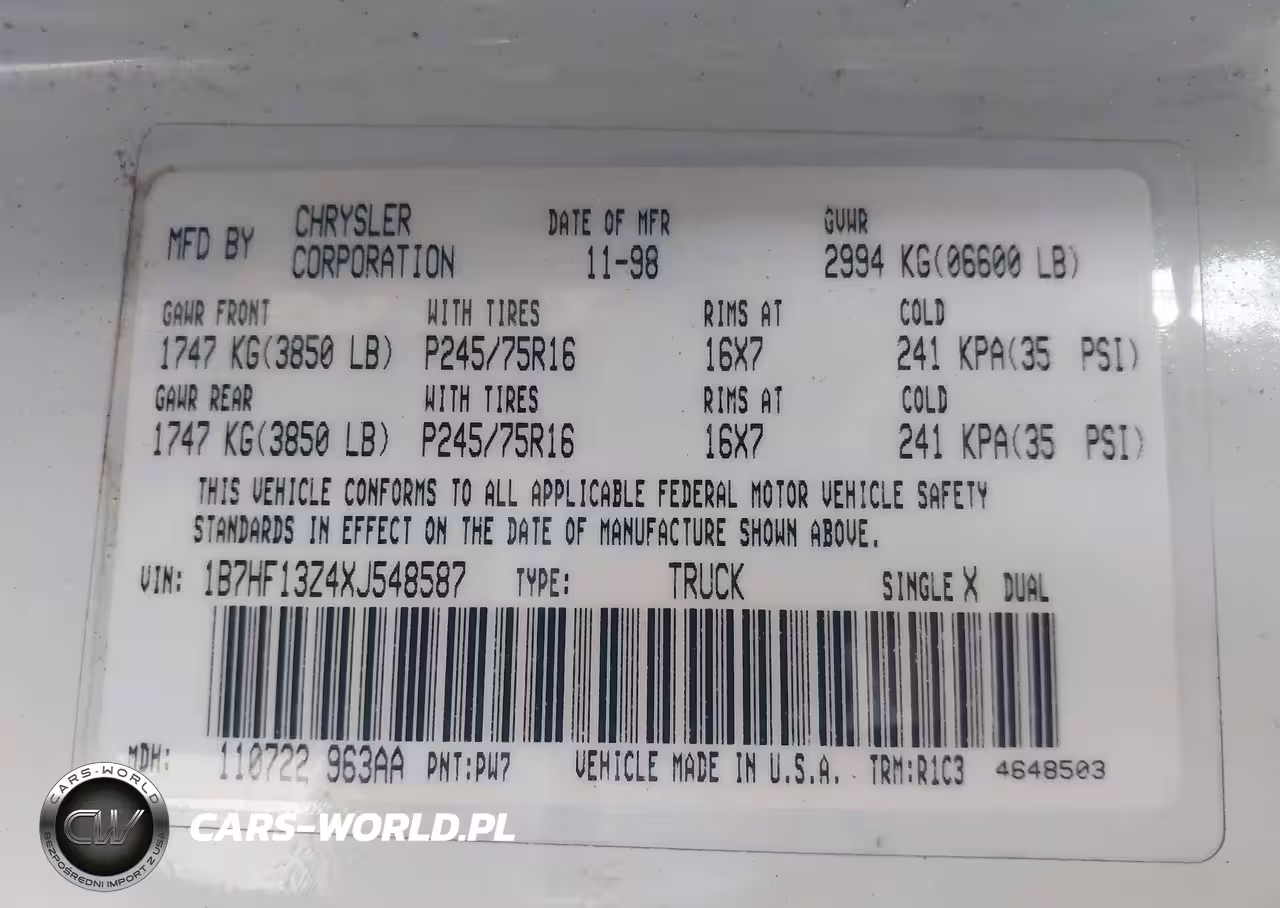 MFD BY CHRYSLER CORPORATION DATE OF MFR 11-98 GVWR 2994 KG(06600 LB)
GAWR FRONT WITH TIRES RIMS AT COLD
1747 KG(3850 LB) P245/75R16 16X7 241 KPA(35 PSI)
GAWR REAR WITH TIRES RIMS AT COLD
1747 KG(3850 LB) P245/75R16 16X7 241 KPA(35 PSI)
THIS VEHICLE CONFORMS TO ALL APPLICABLE FEDERAL MOTOR VEHICLE SAFETY
STANDARDS IN EFFECT ON THE DATE OF MANUFACTURE SHOWN ABOVE.
VIN: 1B7HF13Z4XJ548587 TYPE: TRUCK SINGLE X DUAL
MDH: 110722 963AA PNT:PW7 VEHICLE MADE IN U.S.A. TRM:R1C3 4648503
CARS-WORLD
CW
BEZPOŚREDNI IMPORT Z USA
CARS-WORLD.PL